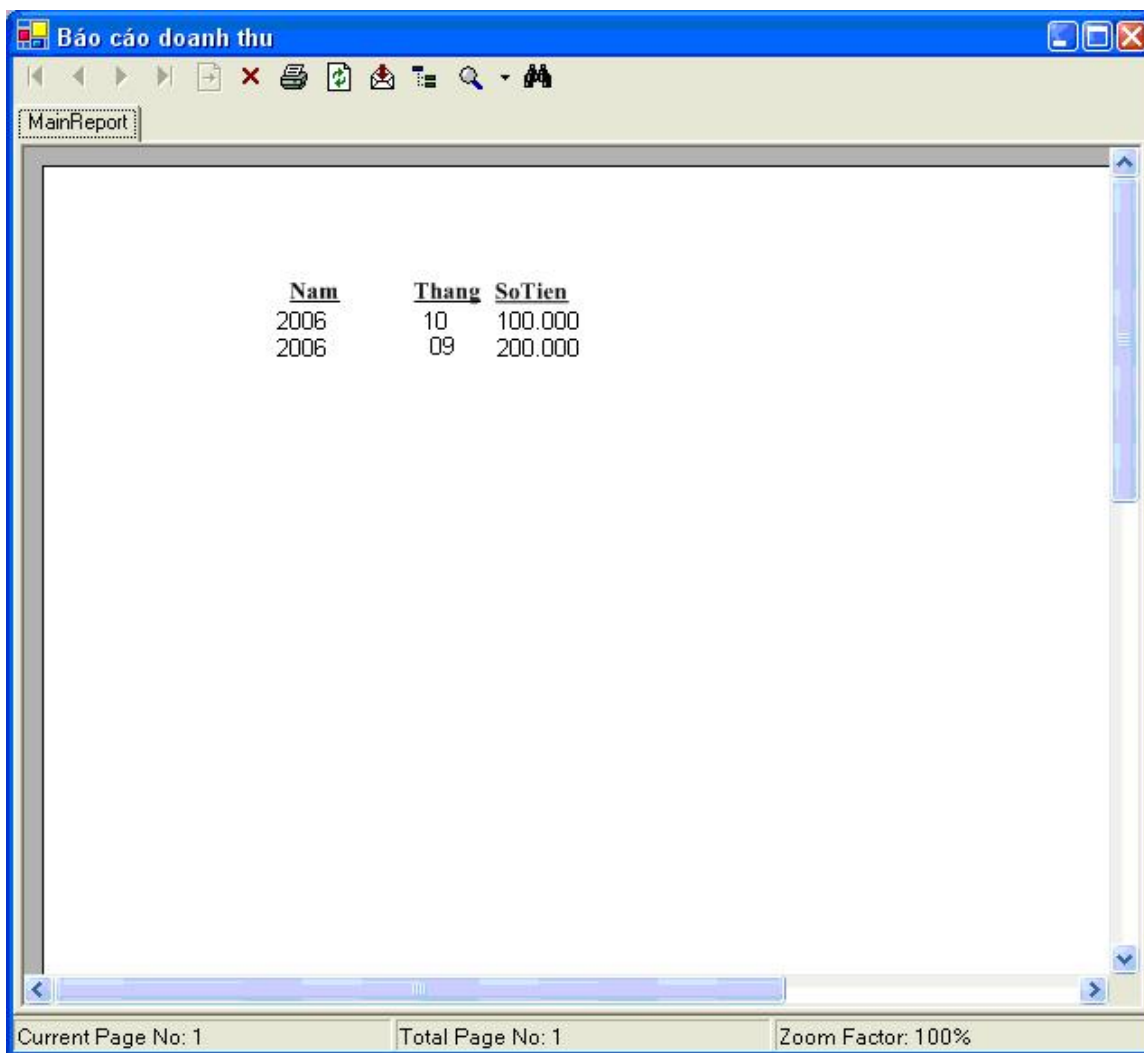 Báo cáo doanh thu
MainReport
Nam Thang SoTien
2006 10 100.000
2006 09 200.000
Current Page No: 1 Total Page No: 1 Zoom Factor: 100%